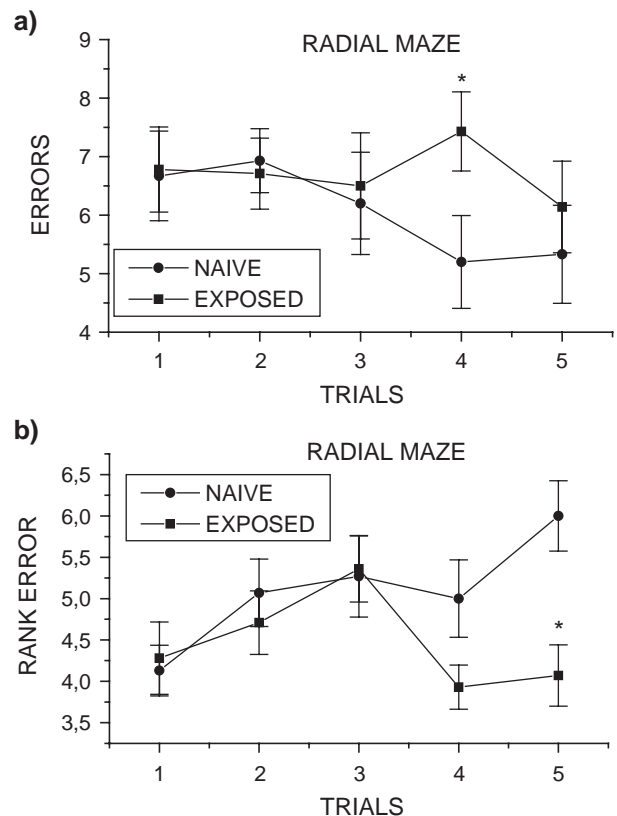 a)
RADIAL MAZE
9
8
7
6
5
4
ERRORS
*
NAIVE
EXPOSED
1 2 3 4 5
TRIALS
b)
RADIAL MAZE
6,5
6,0
5,5
5,0
4,5
4,0
3,5
RANK ERROR
NAIVE
EXPOSED
*
1 2 3 4 5
TRIALS